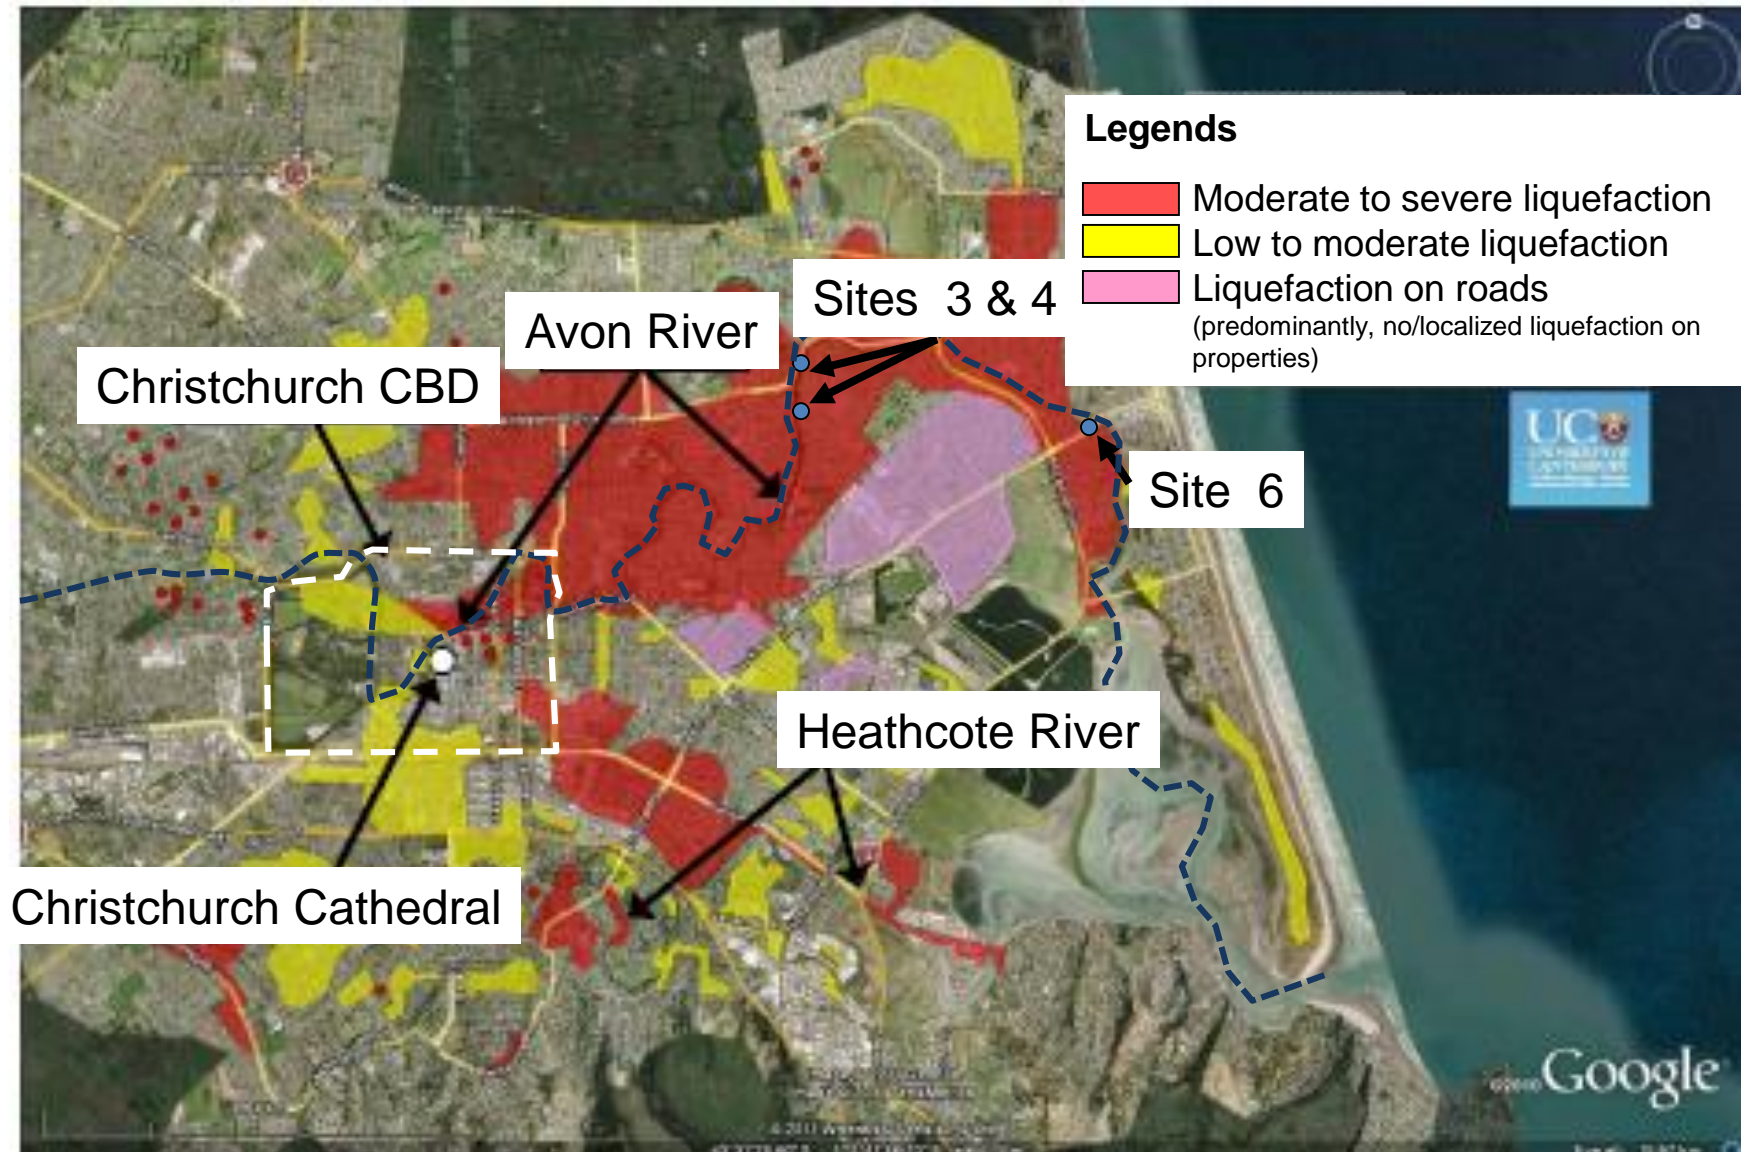 Legends
Moderate to severe liquefaction
Low to moderate liquefaction
Liquefaction on roads
(predominantly, no/localized liquefaction on
properties)
Sites 3 & 4
Avon River
Christchurch CBD
UC
Site 6
Heathcote River
Christchurch Cathedral
Google